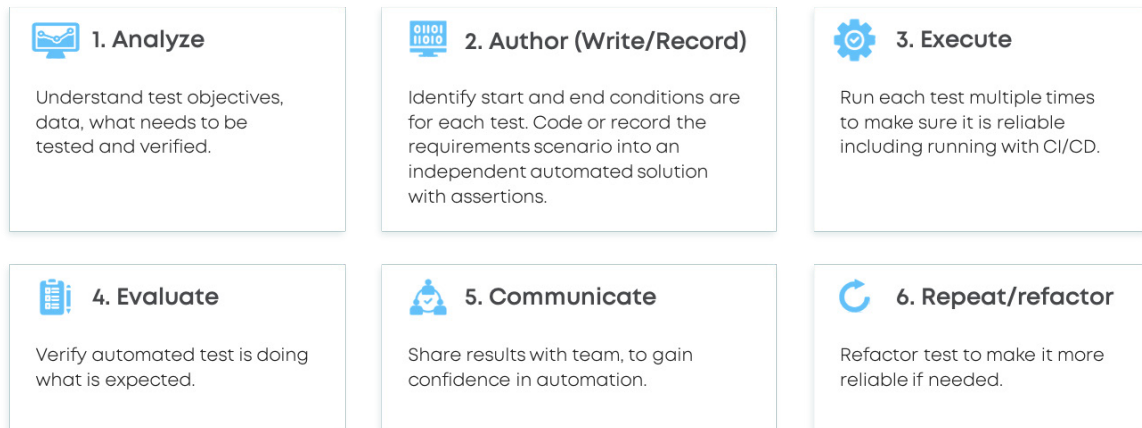 1. Analyze
Understand test objectives,
data, what needs to be
tested and verified.
01101
11010
2. Author (Write/Record)
Identify start and end conditions are
for each test. Code or record the
requirements scenario into an
independent automated solution
with assertions.
3. Execute
Run each test multiple times
to make sure it is reliable
including running with CI/CD.
4. Evaluate
Verify automated test is doing
what is expected.
5. Communicate
Share results with team, to gain
confidence in automation.
6. Repeat/refactor
Refactor test to make it more
reliable if needed.